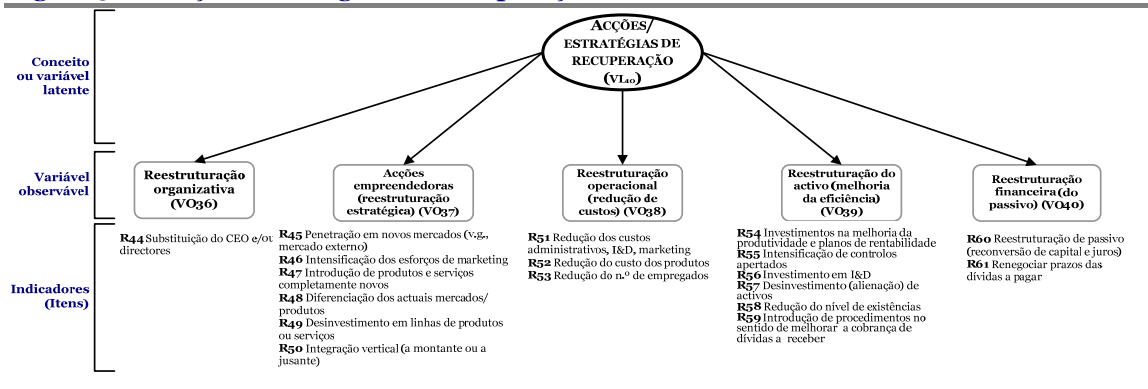 ACÇÕES/
ESTRATÉGIAS DE
RECUPERAÇÃO
(VL40)
Conceito
ou variável
latente
Variável
observável
Reestruturação
organizativa
(VO36)
Acções
empreendedoras
(reestruturação
estratégica) (VO37)
Reestruturação
operacional
(redução de
custos) (VO38)
Reestruturação do
activo (melhoria
da eficiência)
(VO39)
Reestruturação
financeira (do
passivo) (VO40)
Indicadores
(Itens)
R44 Substituição do CEO e/ou
directores
R45 Penetração em novos mercados (v.g.,
mercado externo)
R46 Intensificação dos esforços de marketing
R47 Introdução de produtos e serviços
completamente novos
R48 Diferenciação dos actuais mercados/
produtos
R49 Desinvestimento em linhas de produtos
ou serviços
R50 Integração vertical (a montante ou a
jusante)
R51 Redução dos custos
administrativos, I&D, marketing
R52 Redução do custo dos produtos
R53 Redução do n.º de empregados
R54 Investimentos na melhoria da
produtividade e planos de rentabilidade
R55 Intensificação de controlos
apertados
R56 Investimento em I&D
R57 Desinvestimento (alienação) de
activos
R58 Redução do nível de existências
R59 Introdução de procedimentos no
sentido de melhorar a cobrança de
dívidas a receber
R60 Reestruturação de passivo
(reconversão de capital e juros)
R61 Renegociar prazos das
dívidas a pagar